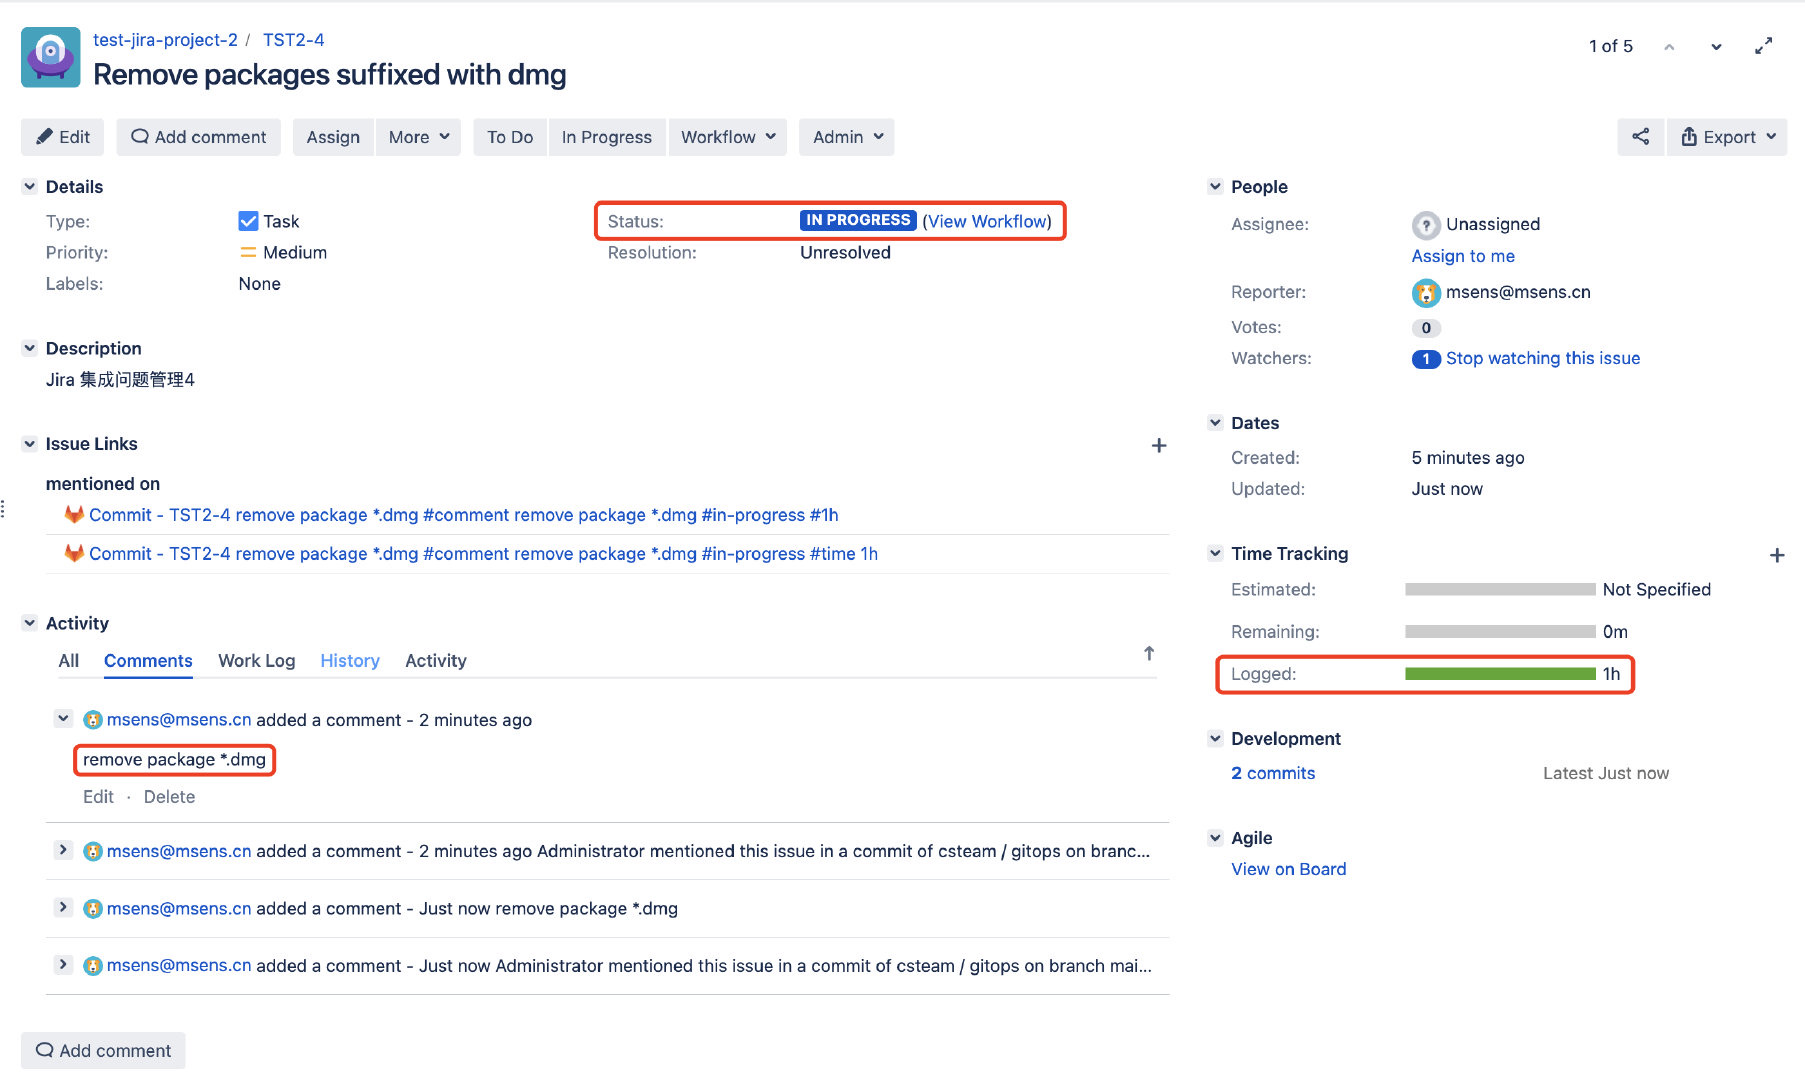 test-jira-project-2 / TST2-4
Remove packages suffixed with dmg
1 of 5
Edit Add comment Assign More To Do In Progress Workflow Admin Export
Details
Type: Task
Status: IN PROGRESS (View Workflow)
Priority: Medium
Resolution: Unresolved
Labels: None
Description
Jira 集成问题管理4
Issue Links
mentioned on
Commit - TST2-4 remove package *.dmg #comment remove package *.dmg #in-progress #1h
Commit - TST2-4 remove package *.dmg #comment remove package *.dmg #in-progress #time 1h
Activity
All Comments Work Log History Activity
msens@msens.cn added a comment - 2 minutes ago
remove package *.dmg
Edit · Delete
msens@msens.cn added a comment - 2 minutes ago Administrator mentioned this issue in a commit of csteam / gitops on branc...
msens@msens.cn added a comment - Just now remove package *.dmg
msens@msens.cn added a comment - Just now Administrator mentioned this issue in a commit of csteam / gitops on branch mai...
Add comment
People
Assignee: ? Unassigned
Assign to me
Reporter: msens@msens.cn
Votes: 0
Watchers: 1 Stop watching this issue
Dates
Created: 5 minutes ago
Updated: Just now
Time Tracking
Estimated: Not Specified
Remaining: 0m
Logged: 1h
Development
2 commits Latest Just now
Agile
View on Board